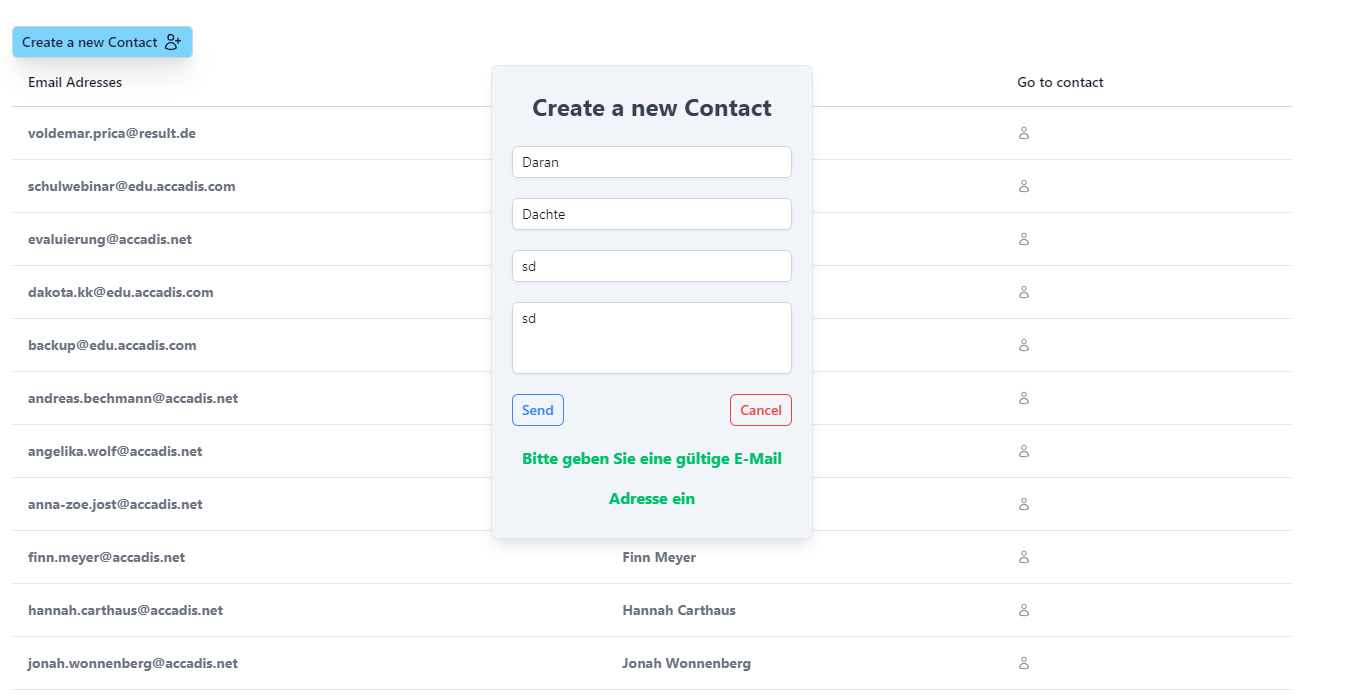 Create a new Contact
Email Adresses
Go to contact
Create a new Contact
Daran
Dachte
sd
sd
Send
Cancel
Bitte geben Sie eine gültige E-Mail
Adresse ein
voldemar.prica@result.de
schulwebinar@edu.accadis.com
evaluierung@accadis.net
dakota.kk@edu.accadis.com
backup@edu.accadis.com
andreas.bechmann@accadis.net
angelika.wolf@accadis.net
anna-zoe.jost@accadis.net
finn.meyer@accadis.net Finn Meyer
hannah.carthaus@accadis.net Hannah Carthaus
jonah.wonnenberg@accadis.net Jonah Wonnenberg